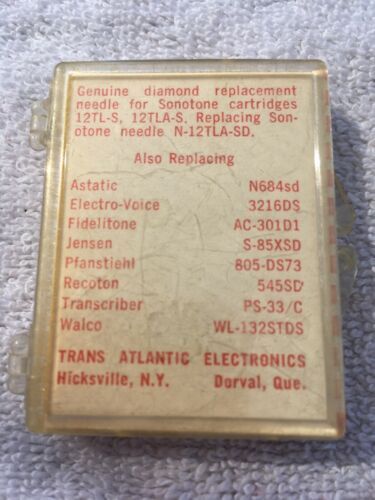 Genuine diamond replacement
needle for Sonotone cartridges
12TL-S, 12TLA-S. Replacing Son-
otone needle N-12TLA-SD.
Also Replacing
Astatic N684sd
Electro-Voice 3216DS
Fidelitone AC-301D1
Jensen S-85XSD
Pfanstiehl 805-DS73
Recoton 545SD
Transcriber PS-33/C
Walco WL-132STDS
TRANS ATLANTIC ELECTRONICS
Hicksville, N.Y. Dorval, Que.